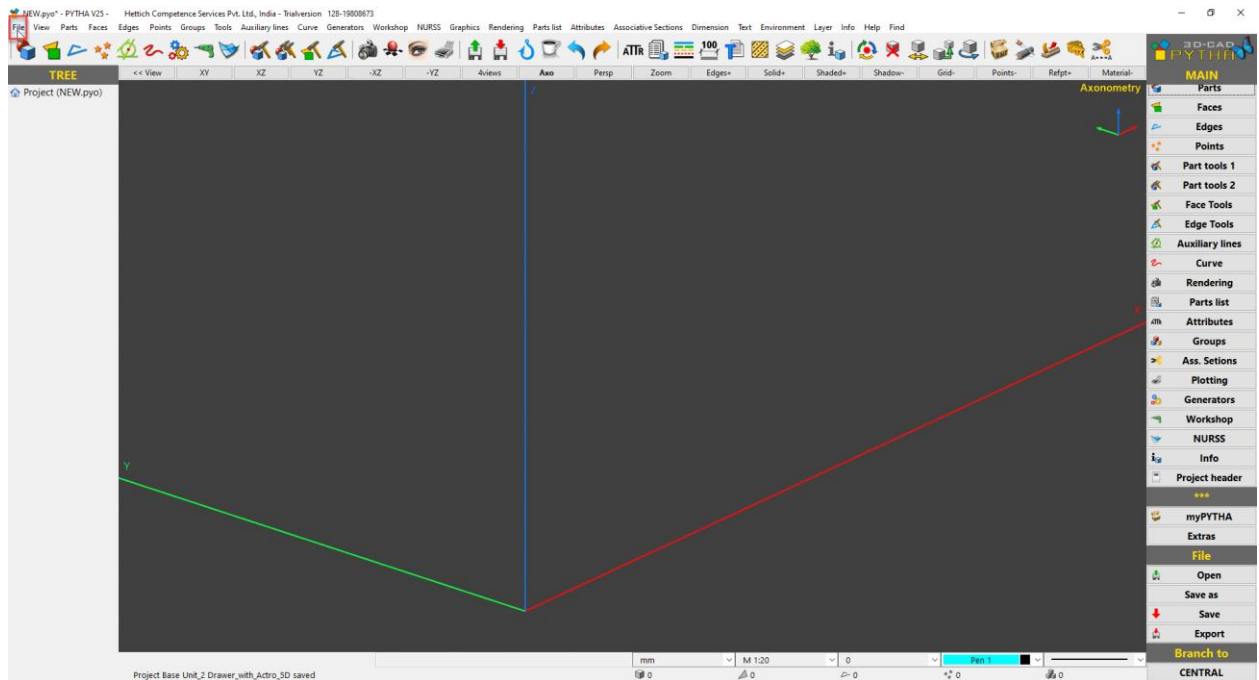 NEW.pyo* - PYTHA V25 - Hettich Competence Services Pvt. Ltd., India - Trialversion 128-19808673
File View Parts Faces Edges Points Groups Tools Auxiliary lines Curve Generators Workshop NURSS Graphics Rendering Parts list Attributes Associative Sections Dimension Text Environment Layer Info Help Find
ATTR 100 A+++A 3D-CAD PYTHA
TREE << View XY XZ YZ -XZ -YZ 4views Axo Persp Zoom Edges+ Solid+ Shaded+ Shadow- Grid- Points- Refpt+ Material- MAIN
Project (NEW.pyo)
Axonometry
Z
X
Y
Parts
Faces
Edges
Points
Part tools 1
Part tools 2
Face Tools
Edge Tools
Auxiliary lines
Curve
Rendering
Parts list
ATTR Attributes
Groups
Ass. Setions
Plotting
Generators
Workshop
NURSS
Info
Project header
***
myPYTHA
Extras
File
Open
Save as
Save
Export
Branch to
CENTRAL
mm M 1:20 0 Pen 1
Project Base Unit_2 Drawer_with_Actro_5D saved 0 0 0 0 0